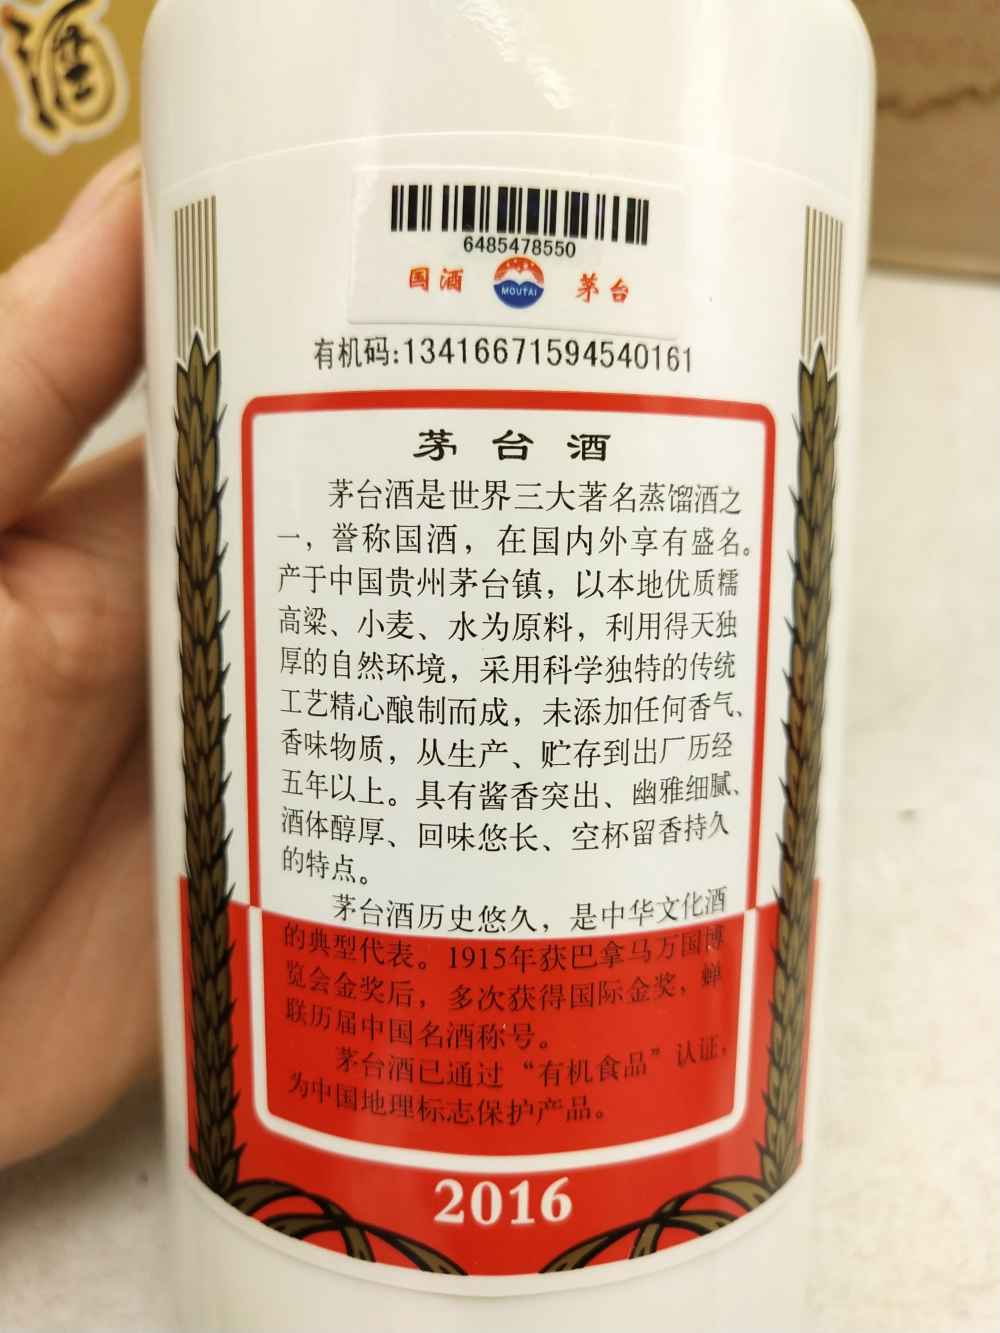 酒
6485478550
国酒 MOUTAI 茅台
有机码:13416671594540161
茅台酒
茅台酒是世界三大著名蒸馏酒之
一，誉称国酒，在国内外享有盛名。
产于中国贵州茅台镇，以本地优质糯
高粱、小麦、水为原料，利用得天独
厚的自然环境，采用科学独特的传统
工艺精心酿制而成，未添加任何香气、
香味物质，从生产、贮存到出厂历经
五年以上。具有酱香突出、幽雅细腻、
酒体醇厚、回味悠长、空杯留香持久
的特点。
茅台酒历史悠久，是中华文化酒
的典型代表。1915年获巴拿马万国博
览会金奖后，多次获得国际金奖，蝉
联历届中国名酒称号。
茅台酒已通过“有机食品”认证，
为中国地理标志保护产品。
2016